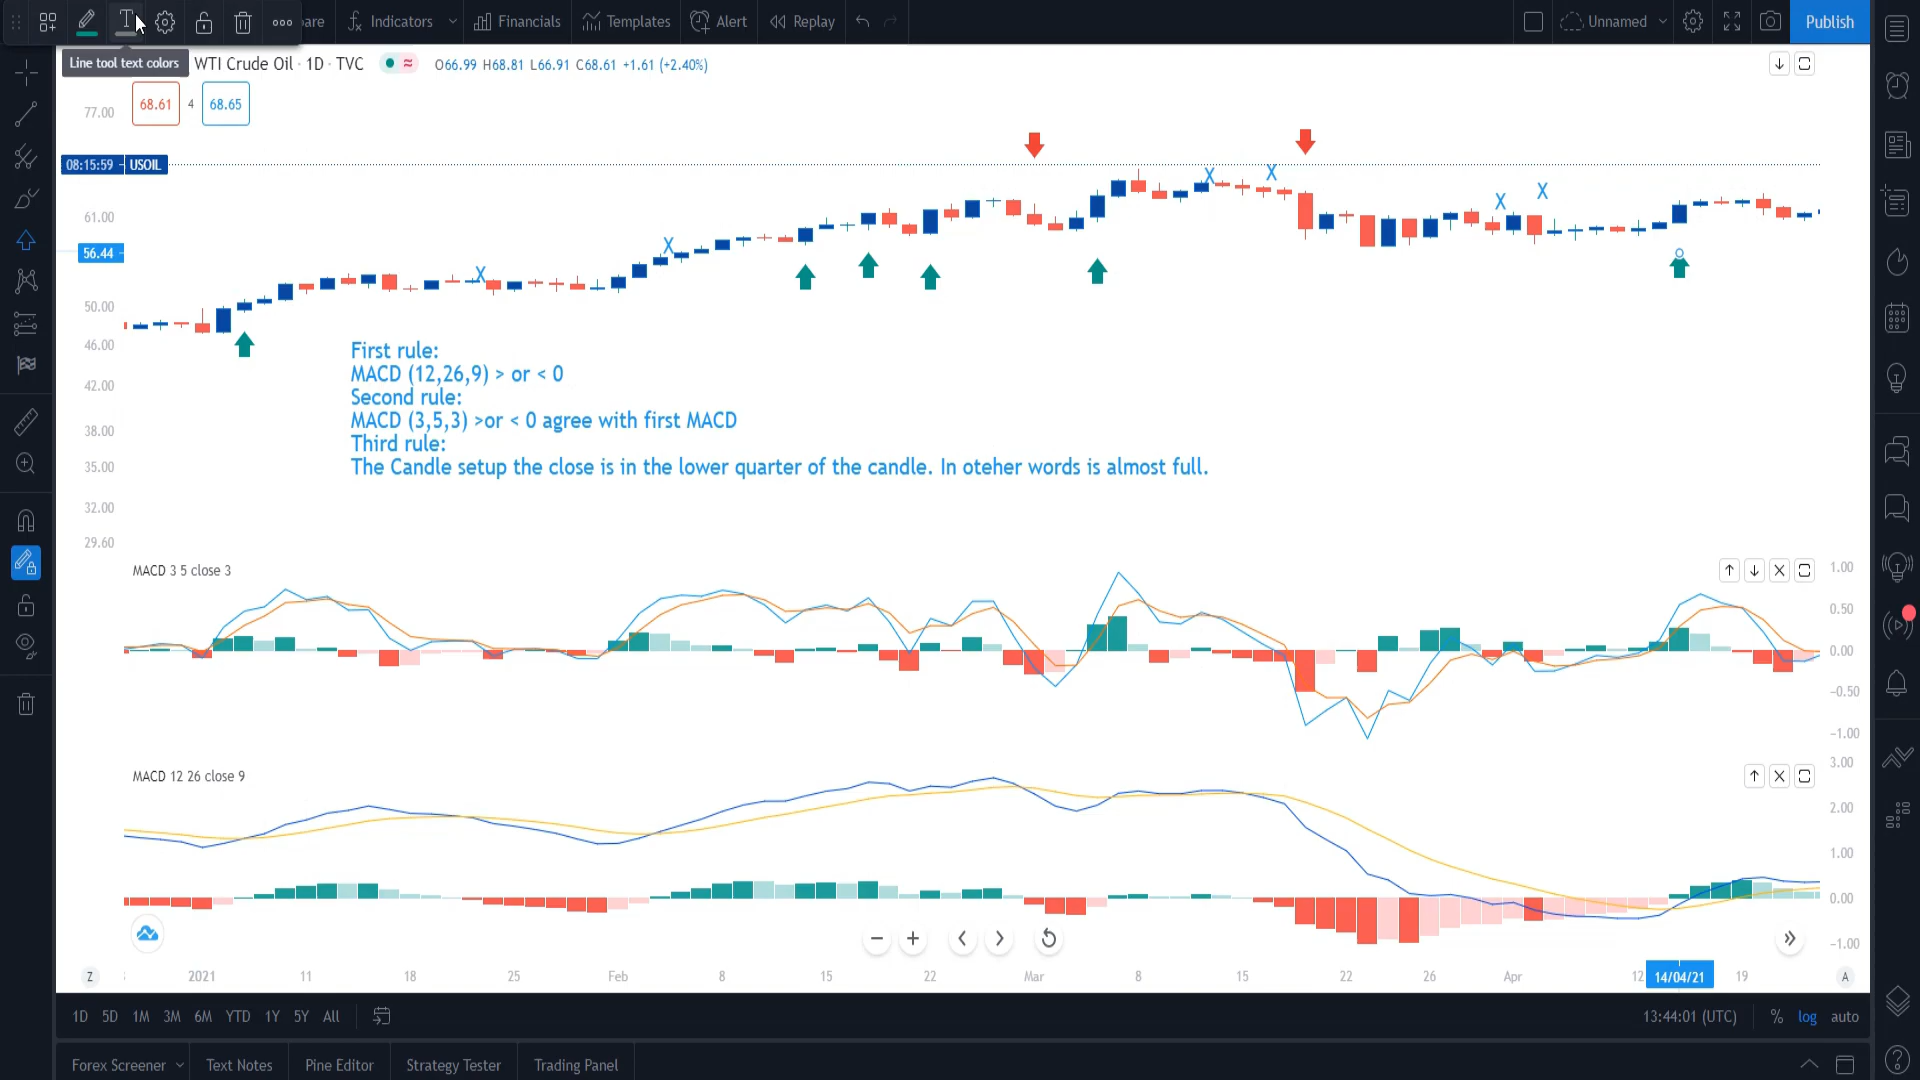 are
Indicators
Financials
Templates
Alert
Replay
Unnamed
Publish
Line tool text colors
WTI Crude Oil · 1D · TVC
O66.99 H68.81 L66.91 C68.61 +1.61 (+2.40%)
68.61 4 68.65
77.00
08:15:59 USOIL
61.00
56.44
50.00
46.00
42.00
38.00
35.00
32.00
29.60
X X X X X X
First rule:
MACD (12,26,9) > or < 0
Second rule:
MACD (3,5,3) >or < 0 agree with first MACD
Third rule:
The Candle setup the close is in the lower quarter of the candle. In oteher words is almost full.
MACD 3 5 close 3
1.00
0.50
0.00
−0.50
−1.00
MACD 12 26 close 9
3.00
2.00
1.00
0.00
−1.00
Z 2021 11 18 25 Feb 8 15 22 Mar 8 15 22 26 Apr 12 14/04/21 19 A
1D 5D 1M 3M 6M YTD 1Y 5Y All
13:44:01 (UTC) % log auto
Forex Screener Text Notes Pine Editor Strategy Tester Trading Panel